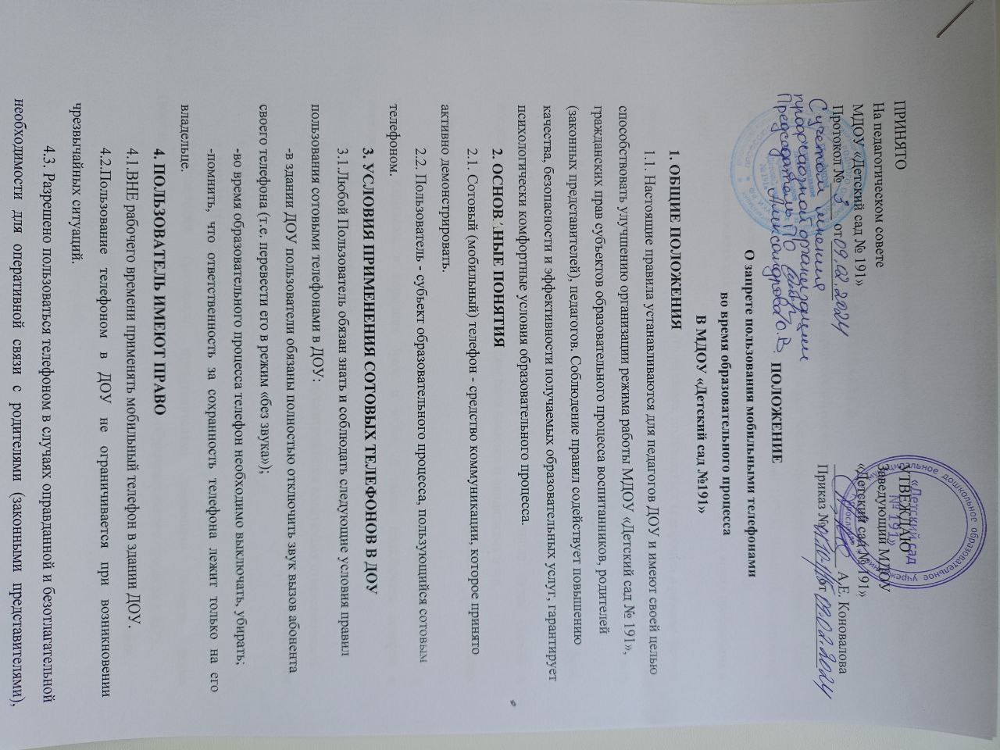 ПРИНЯТО
На педагогическом совете
МДОУ «Детский сад № 191»
Протокол № 3 от 09.02.2024
С учетом мнения
профсоюзной организации
Председатель ПО Александрова О.В.
УТВЕРЖДАЮ
Заведующий МДОУ
«Детский сад № 191»
А.Е. Коновалова
Приказ № от 09.02.2024
муниципальное дошкольное образовательное учреждение
«Детский сад
№ 191»
ПОЛОЖЕНИЕ
О запрете пользования мобильными телефонами
во время образовательного процесса
В МДОУ «Детский сад №191»
1. ОБЩИЕ ПОЛОЖЕНИЯ
1.1. Настоящие правила устанавливаются для педагогов ДОУ и имеют своей целью
способствовать улучшению организации режима работы МДОУ «Детский сад № 191»,
гражданских прав субъектов образовательного процесса воспитанников, родителей
(законных представителей), педагогов. Соблюдение правил содействует повышению
качества, безопасности и эффективности получаемых образовательных услуг, гарантирует
психологически комфортные условия образовательного процесса.
2. ОСНОВНЫЕ ПОНЯТИЯ
2.1. Сотовый (мобильный) телефон - средство коммуникации, которое принято
активно демонстрировать.
2.2. Пользователь - субъект образовательного процесса, пользующийся сотовым
телефоном.
3. УСЛОВИЯ ПРИМЕНЕНИЯ СОТОВЫХ ТЕЛЕФОНОВ В ДОУ
3.1.Любой Пользователь обязан знать и соблюдать следующие условия правил
пользования сотовыми телефонами в ДОУ:
-в здании ДОУ пользователи обязаны полностью отключить звук вызов абонента
своего телефона (т.е. перевести его в режим «без звука»);
-во время образовательного процесса телефон необходимо выключать, убирать;
-помнить, что ответственность за сохранность телефона лежит только на его
владельце.
4. ПОЛЬЗОВАТЕЛЬ ИМЕЮТ ПРАВО
4.1.ВНЕ рабочего времени применять мобильный телефон в здании ДОУ.
4.2.Пользование телефоном в ДОУ не ограничивается при возникновении
чрезвычайных ситуаций.
4.3. Разрешено пользоваться телефоном в случаях оправданной и безотлагательной
необходимости для оперативной связи с родителями (законными представителями),